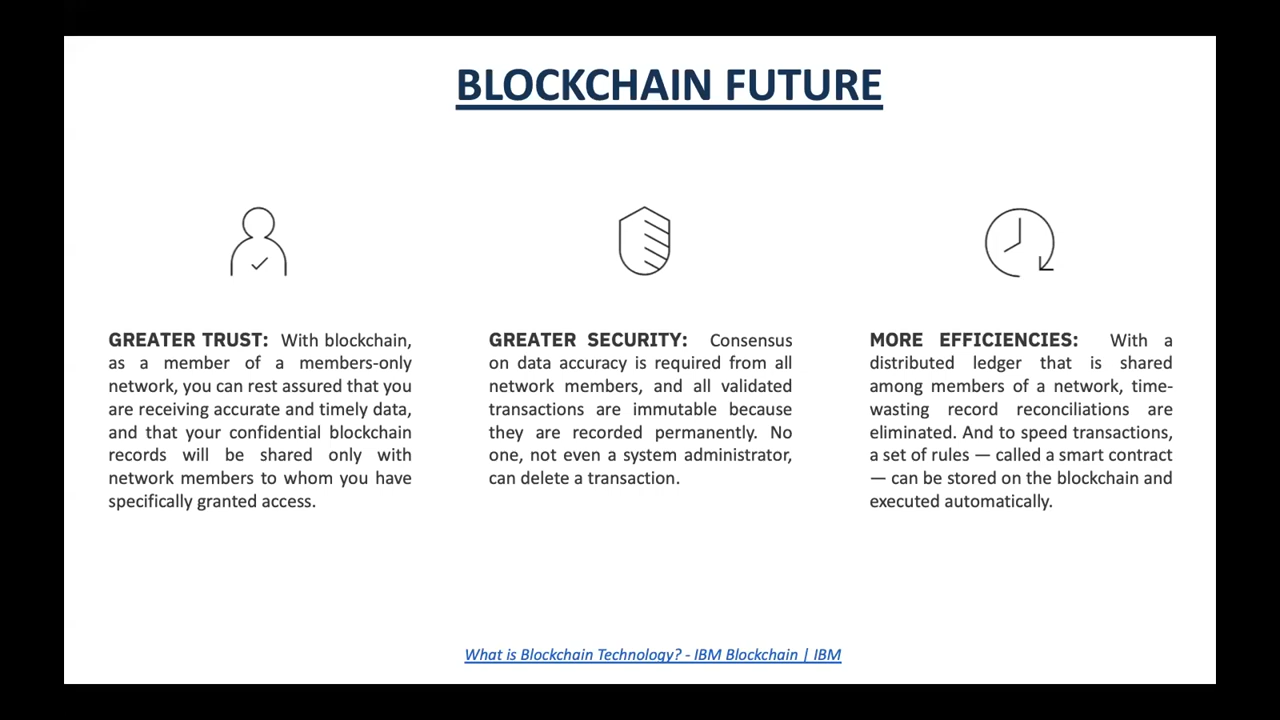 BLOCKCHAIN FUTURE
GREATER TRUST: With blockchain,
as a member of a members-only
network, you can rest assured that you
are receiving accurate and timely data,
and that your confidential blockchain
records will be shared only with
network members to whom you have
specifically granted access.
GREATER SECURITY: Consensus
on data accuracy is required from all
network members, and all validated
transactions are immutable because
they are recorded permanently. No
one, not even a system administrator,
can delete a transaction.
MORE EFFICIENCIES: With a
distributed ledger that is shared
among members of a network, time-
wasting record reconciliations are
eliminated. And to speed transactions,
a set of rules — called a smart contract
— can be stored on the blockchain and
executed automatically.
What is Blockchain Technology? - IBM Blockchain | IBM